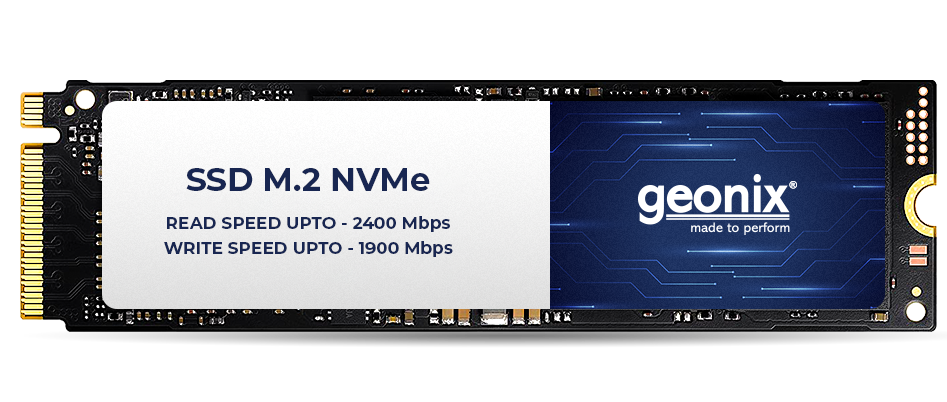 SSD M.2 NVMe
READ SPEED UPTO - 2400 Mbps
WRITE SPEED UPTO - 1900 Mbps
geonix®
made to perform